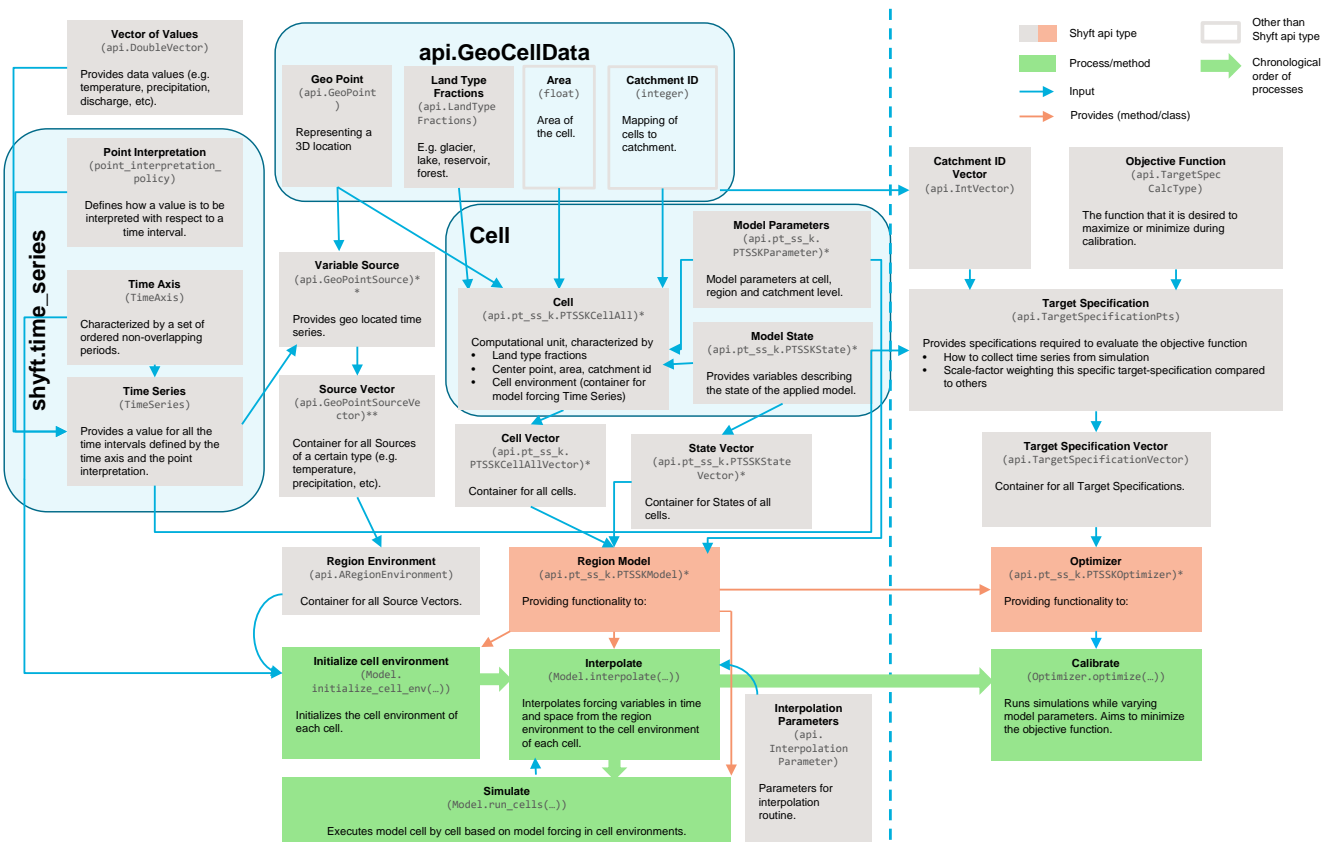 Vector of Values
(api.DoubleVector)
Provides data values (e.g.
temperature, precipitation,
discharge, etc).
shyft.time_series
Point Interpretation
(point_interpretation_
policy)
Defines how a value is to be
interpreted with respect to a
time interval.
Time Axis
(TimeAxis)
Characterized by a set of
ordered non-overlapping
periods.
Time Series
(TimeSeries)
Provides a value for all the
time intervals defined by the
time axis and the point
interpretation.
api.GeoCellData
Geo Point
(api.GeoPoint
)
Representing a
3D location
Land Type
Fractions
(api.LandType
Fractions)
E.g. glacier,
lake, reservoir,
forest.
Area
(float)
Area of
the cell.
Catchment ID
(integer)
Mapping of
cells to
catchment.
Variable Source
(api.GeoPointSource)*
*
Provides geo located time
series.
Source Vector
(api.GeoPointSourceVe
ctor)**
Container for all Sources
of a certain type (e.g.
temperature,
precipitation, etc).
Cell
Model Parameters
(api.pt_ss_k.
PTSSKParameter)*
Model parameters at cell,
region and catchment level.
Cell
(api.pt_ss_k.PTSSKCellAll)*
Computational unit, characterized by
• Land type fractions
• Center point, area, catchment id
• Cell environment (container for
model forcing Time Series)
Model State
(api.pt_ss_k.PTSSKState)*
Provides variables describing
the state of the applied model.
Cell Vector
(api.pt_ss_k.
PTSSKCellAllVector)*
Container for all cells.
State Vector
(api.pt_ss_k.PTSSKState
Vector)*
Container for States of all
cells.
Region Environment
(api.ARegionEnvironment)
Container for all Source Vectors.
Region Model
(api.pt_ss_k.PTSSKModel)*
Providing functionality to:
Initialize cell environment
(Model.
initialize_cell_env(…))
Initializes the cell environment of
each cell.
Interpolate
(Model.interpolate(…))
Interpolates forcing variables in time
and space from the region
environment to the cell environment
of each cell.
Interpolation
Parameters
(api.
Interpolation
Parameter)
Parameters for
interpolation
routine.
Simulate
(Model.run_cells(…))
Executes model cell by cell based on model forcing in cell environments.
Shyft api type
Other than
Shyft api type
Process/method
Chronological
order of
processes
Input
Provides (method/class)
Catchment ID
Vector
(api.IntVector)
Objective Function
(api.TargetSpec
CalcType)
The function that it is desired to
maximize or minimize during
calibration.
Target Specification
(api.TargetSpecificationPts)
Provides specifications required to evaluate the objective function
• How to collect time series from simulation
• Scale-factor weighting this specific target-specification compared
to others
Target Specification Vector
(api.TargetSpecificationVector)
Container for all Target Specifications.
Optimizer
(api.pt_ss_k.PTSSKOptimizer)*
Providing functionality to:
Calibrate
(Optimizer.optimize(…))
Runs simulations while varying
model parameters. Aims to minimize
the objective function.